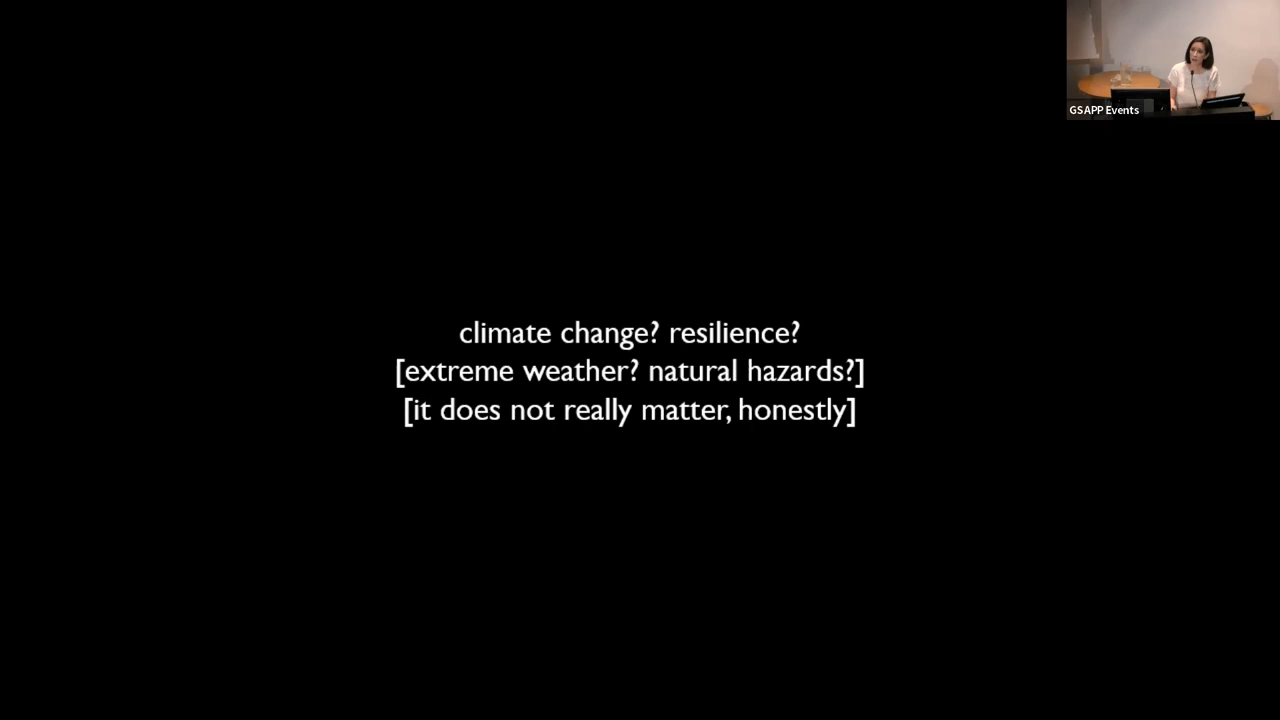 GSAPP Events
climate change? resilience?
[extreme weather? natural hazards?]
[it does not really matter, honestly]